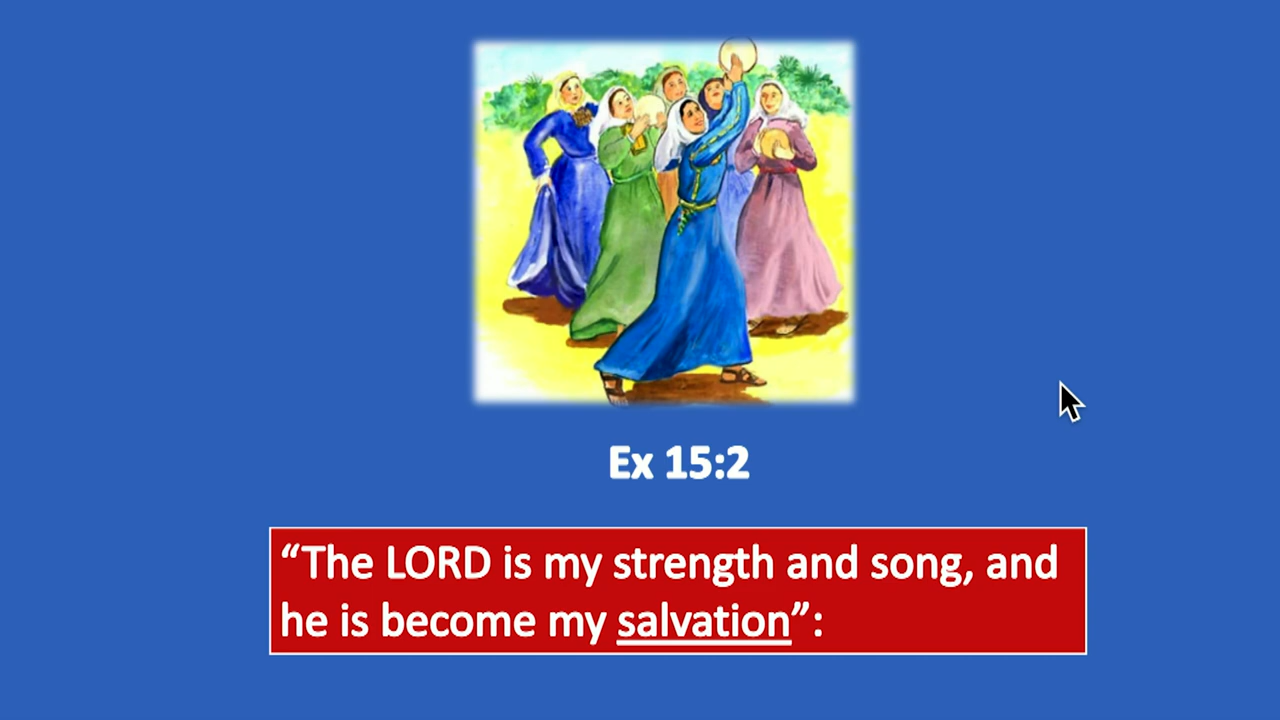 Ex 15:2
“The LORD is my strength and song, and
he is become my salvation”: